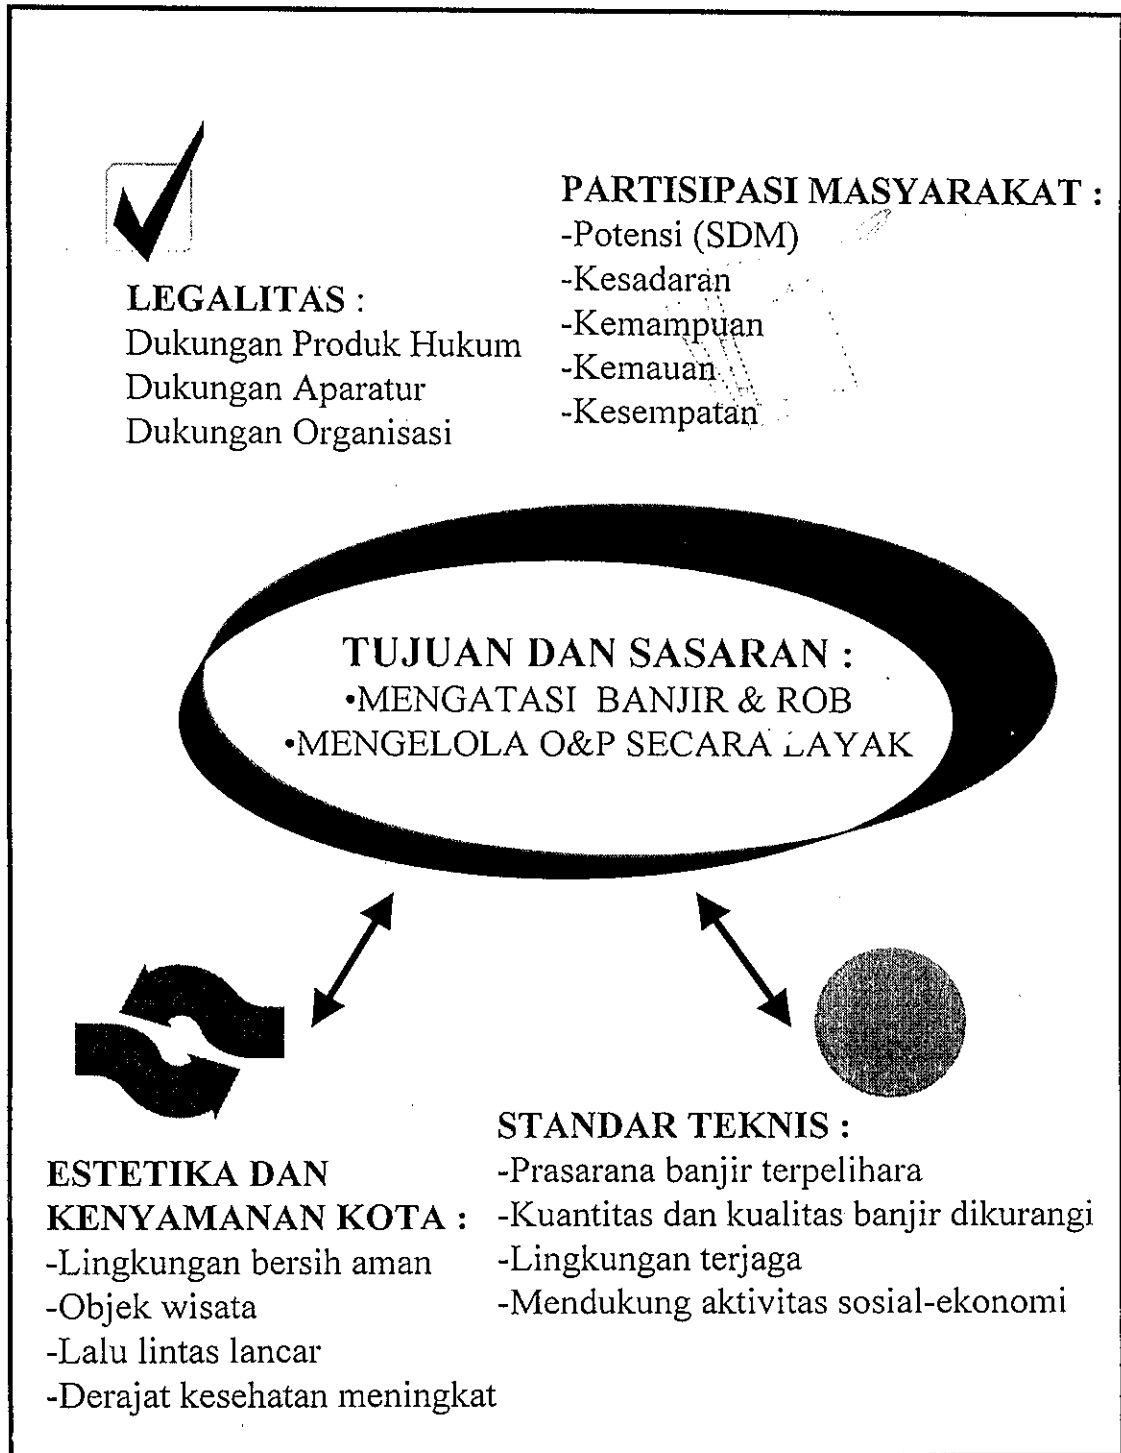 LEGALITAS :
Dukungan Produk Hukum
Dukungan Aparatur
Dukungan Organisasi
PARTISIPASI MASYARAKAT :
-Potensi (SDM)
-Kesadaran
-Kemampuan
-Kemauan
-Kesempatan
TUJUAN DAN SASARAN :
•MENGATASI BANJIR & ROB
•MENGELOLA O&P SECARA LAYAK
ESTETIKA DAN
KENYAMANAN KOTA :
-Lingkungan bersih aman
-Objek wisata
-Lalu lintas lancar
-Derajat kesehatan meningkat
STANDAR TEKNIS :
-Prasarana banjir terpelihara
-Kuantitas dan kualitas banjir dikurangi
-Lingkungan terjaga
-Mendukung aktivitas sosial-ekonomi